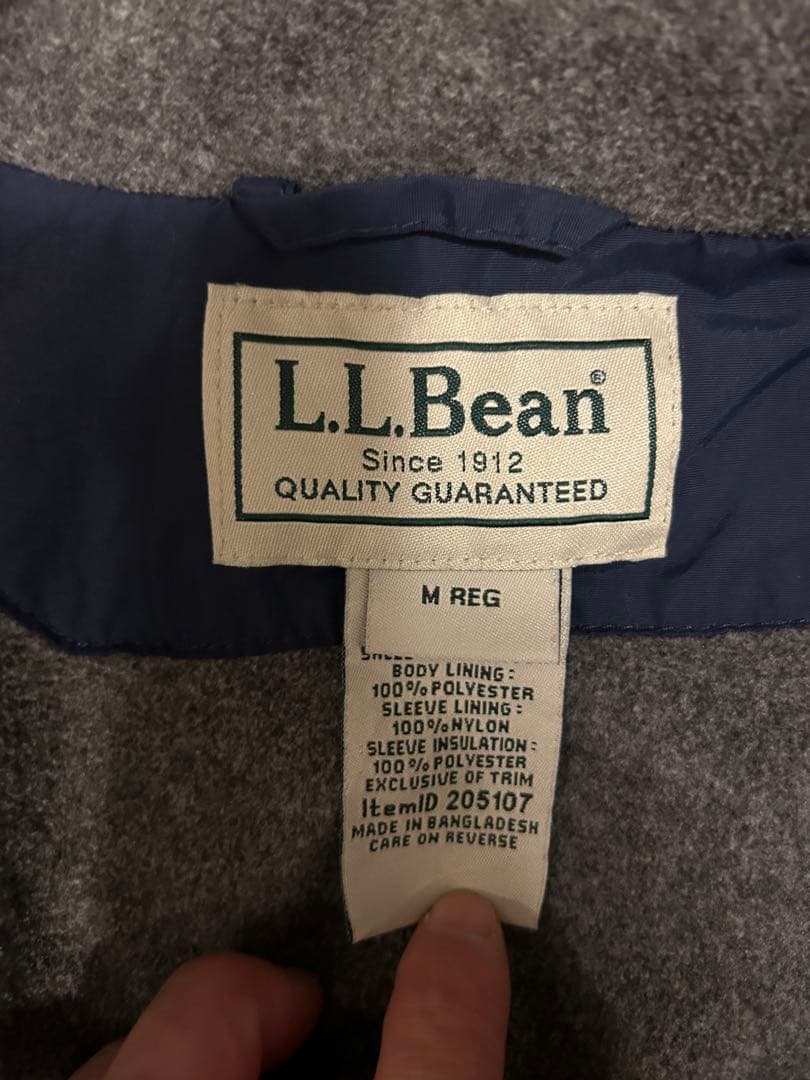 L.L.Bean®
Since 1912
QUALITY GUARANTEED
M REG
BODY LINING:
100% POLYESTER
SLEEVE LINING:
100% NYLON
SLEEVE INSULATION:
100% POLYESTER
EXCLUSIVE OF TRIM
ItemID 205107
MADE IN BANGLADESH
CARE ON REVERSE